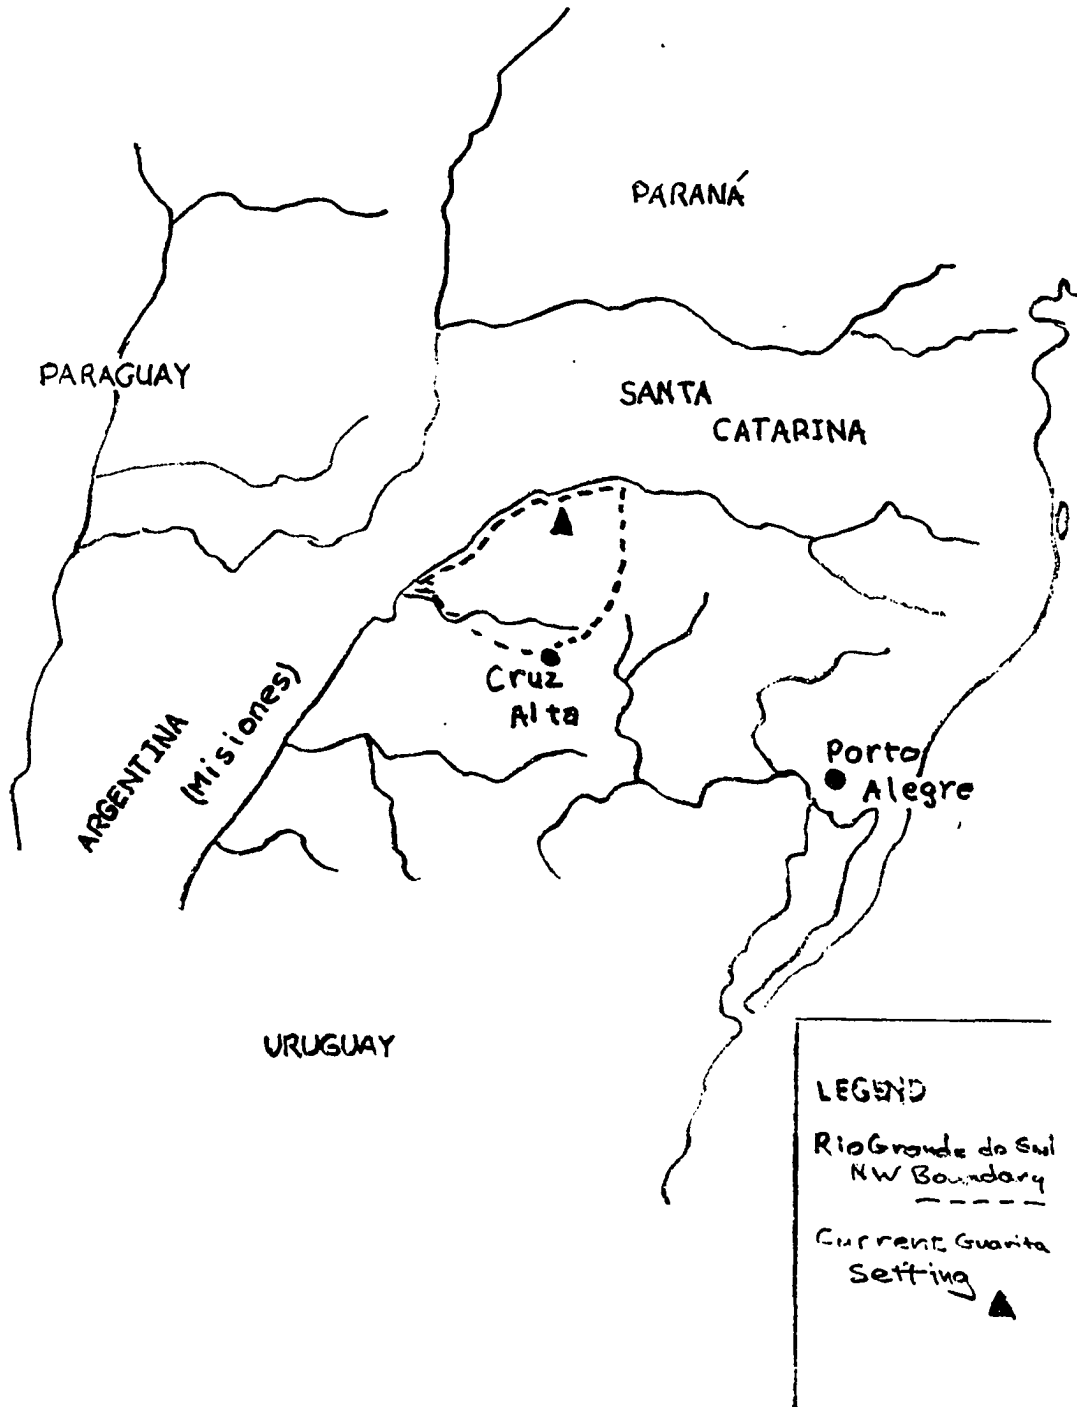 PARANÁ
PARAGUAY
SANTA
CATARINA
Cruz
Alta
ARGENTINA
(Misiones)
Porto
Alegre
URUGUAY
LEGEND
Rio Grande do Sul
NW Boundary
Current Guarita
Setting